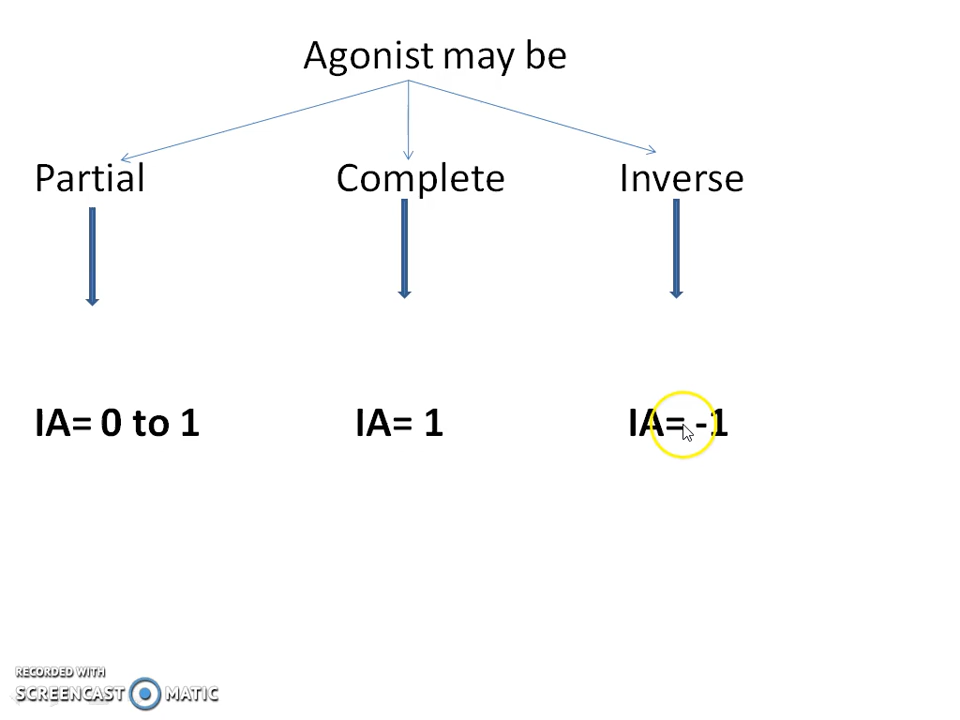 Agonist may be
Partial Complete Inverse
IA= 0 to 1 IA= 1 IA= -1
RECORDED WITH
SCREENCAST MATIC